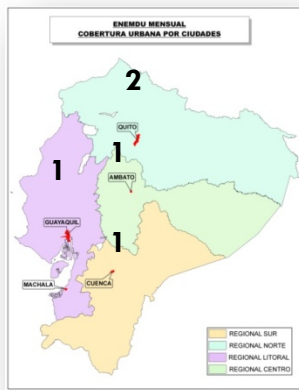 ENEMDU MENSUAL
COBERTURA URBANA POR CIUDADES
2
QUITO
1
1
AMBATO
GUAYAQUIL
1
MACHALA
CUENCA
REGIONAL SUR
REGIONAL NORTE
REGIONAL LITORAL
REGIONAL CENTRO